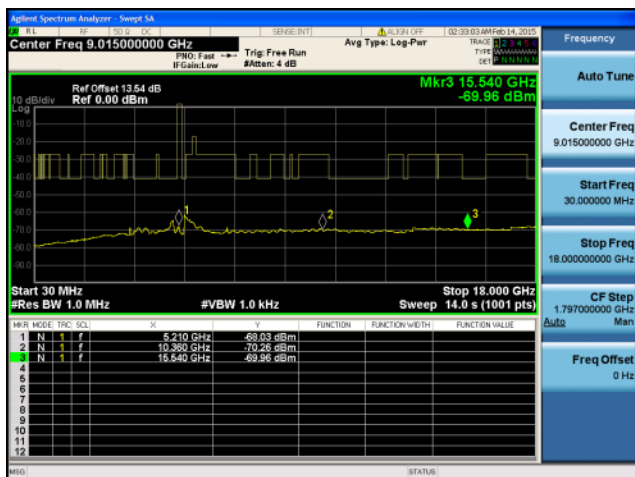 Agilent Spectrum Analyzer - Swept SA
RL RF 50 Ω DC SENSE:INT ALIGN OFF 02:33:03 AM Feb 14, 2015
Center Freq 9.015000000 GHz Avg Type: Log-Pwr TRACE 1 2 3 4 5 6
PNO: Fast Trig: Free Run TYPE
IFGain:Low #Atten: 4 dB DET P N N N N N
Frequency
Auto Tune
Mkr3 15.540 GHz
-69.96 dBm
Ref Offset 13.54 dB
10 dB/div Ref 0.00 dBm
Log
-10.0
-20.0
-30.0
-40.0
-50.0
-60.0
-70.0
-80.0
-90.0
1
2
3
Start 30 MHz Stop 18.000 GHz
#Res BW 1.0 MHz #VBW 1.0 kHz Sweep 14.0 s (1001 pts)
MKR MODE TRC SCL X Y FUNCTION FUNCTION WIDTH FUNCTION VALUE
1 N 1 f 5.210 GHz -68.03 dBm
2 N 1 f 10.360 GHz -70.26 dBm
3 N 1 f 15.540 GHz -69.96 dBm
4
5
6
7
8
9
10
11
12
MSG STATUS
Center Freq
9.015000000 GHz
Start Freq
30.000000 MHz
Stop Freq
18.000000000 GHz
CF Step
1.797000000 GHz
Auto Man
Freq Offset
0 Hz